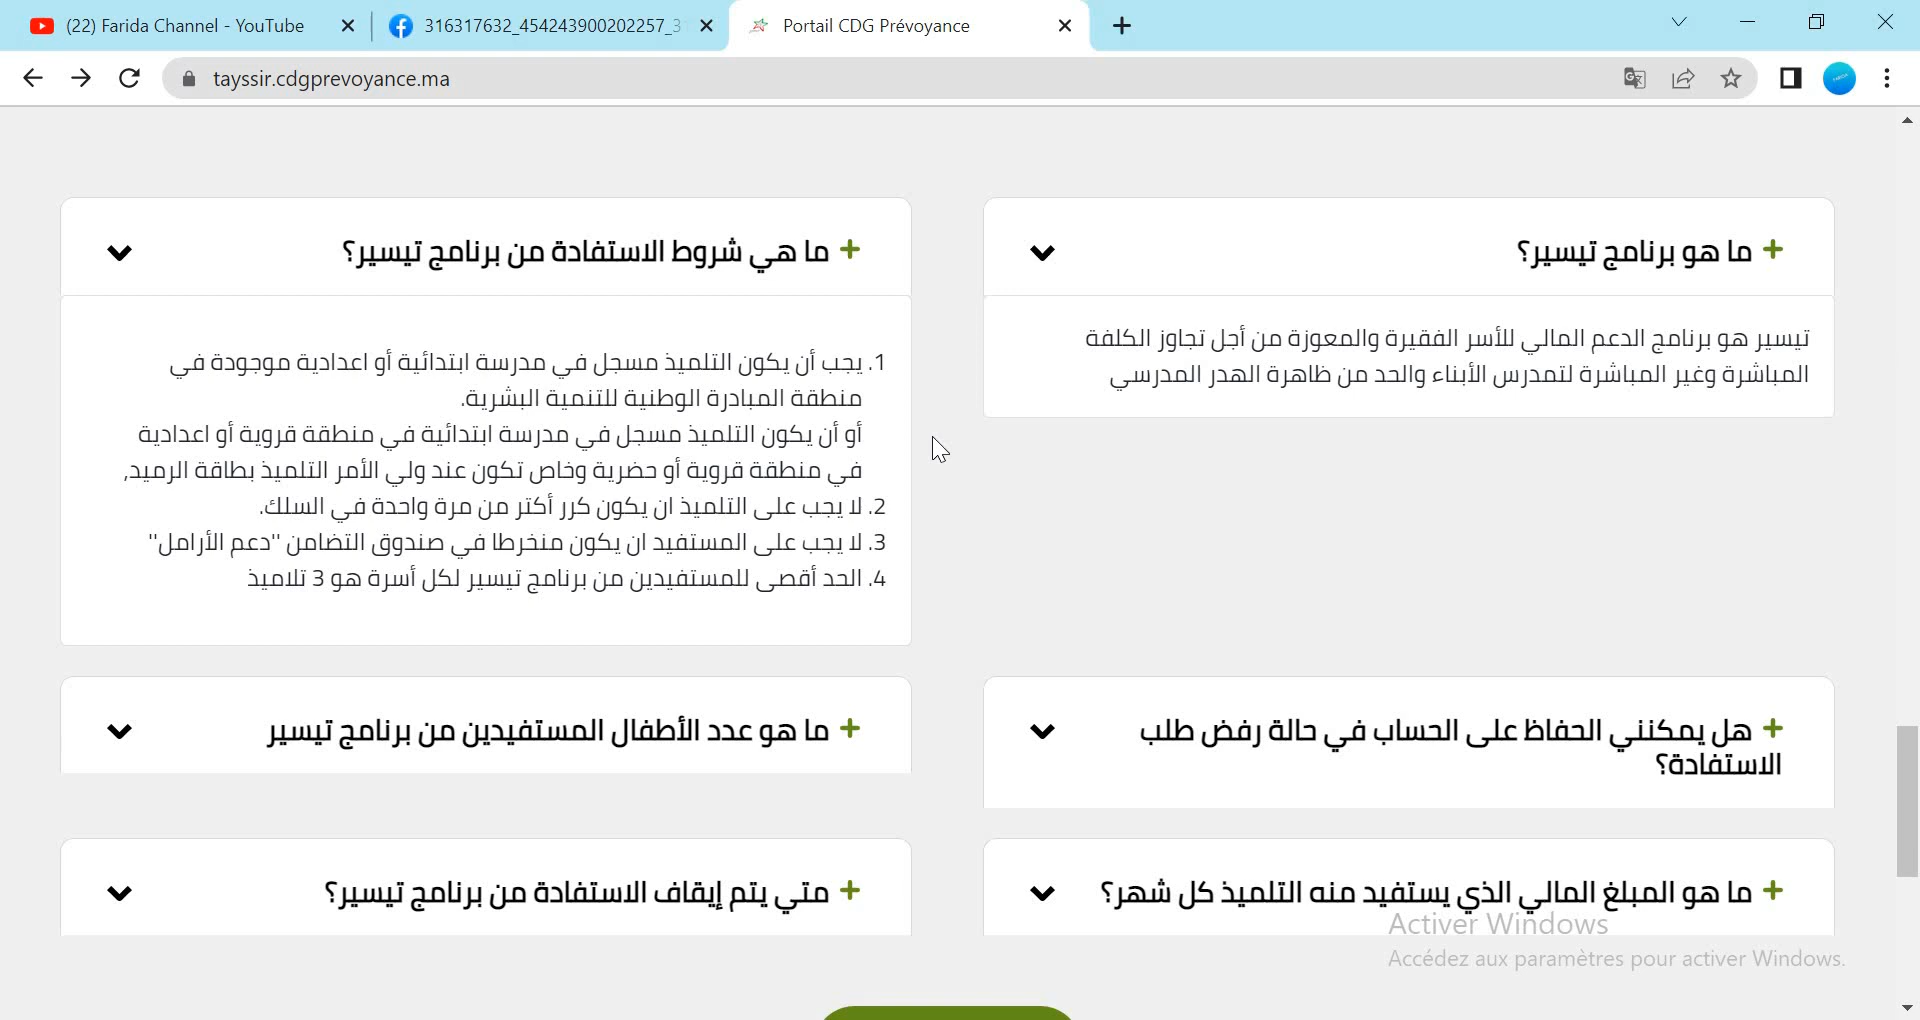 (22) Farida Channel - YouTube
316317632_454243900202257_3
Portail CDG Prévoyance
tayssir.cdgprevoyance.ma
+ ما هو برنامج تيسير؟
تيسير هو برنامج الدعم المالي للأسر الفقيرة والمعوزة من أجل تجاوز الكلفة
المباشرة وغير المباشرة لتمدرس الأبناء والحد من ظاهرة الهدر المدرسي
+ ما هي شروط الاستفادة من برنامج تيسير؟
1. يجب أن يكون التلميذ مسجل في مدرسة ابتدائية أو اعدادية موجودة في
منطقة المبادرة الوطنية للتنمية البشرية.
أو أن يكون التلميذ مسجل في مدرسة ابتدائية في منطقة قروية أو اعدادية
في منطقة قروية أو حضرية وخاص تكون عند ولي الأمر التلميذ بطاقة الرميد,
2. لا يجب على التلميذ ان يكون كرر أكتر من مرة واحدة في السلك.
3. لا يجب على المستفيد ان يكون منخرطا في صندوق التضامن "دعم الأرامل"
4. الحد أقصى للمستفيدين من برنامج تيسير لكل أسرة هو 3 تلاميذ
+ هل يمكنني الحفاظ على الحساب في حالة رفض طلب
الاستفادة؟
+ ما هو عدد الأطفال المستفيدين من برنامج تيسير
+ ما هو المبلغ المالي الذي يستفيد منه التلميذ كل شهر؟
+ متي يتم إيقاف الاستفادة من برنامج تيسير؟
Activer Windows
Accédez aux paramètres pour activer Windows.